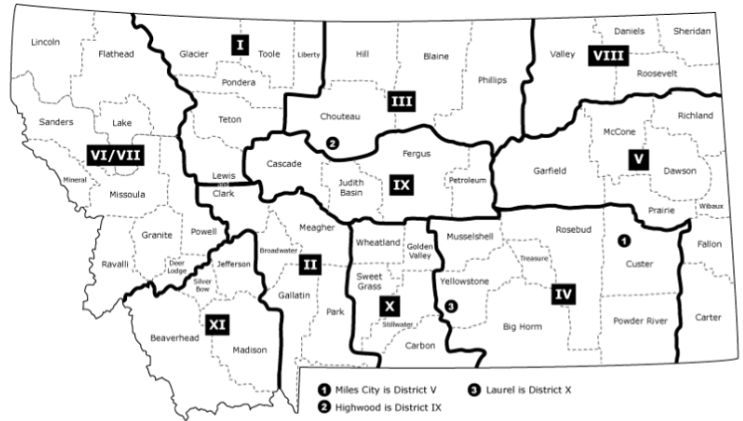 Lincoln
Flathead
Glacier
I
Toole
Liberty
Hill
Blaine
Valley
Daniels
Sheridan
VIII
Roosevelt
Pondera
Phillips
III
Sanders
Lake
Teton
Chouteau
Richland
McCone
VI/VII
2
Cascade
Fergus
Garfield
V
Dawson
Mineral
Missoula
Lewis
and
Clark
Judith
Basin
IX
Petroleum
Prairie
Wibaux
Powell
Granite
Meagher
Wheatland
Golden
Valley
Musselshell
Rosebud
1
Fallon
Ravalli
Deer
Lodge
Jefferson
Broadwater
II
Treasure
Custer
Silver
Bow
Sweet
Grass
Yellowstone
Gallatin
Park
X
3
IV
XI
Beaverhead
Stillwater
Big Horm
Powder River
Carter
Madison
Carbon
1 Miles City is District V
3 Laurel is District X
2 Highwood is District IX